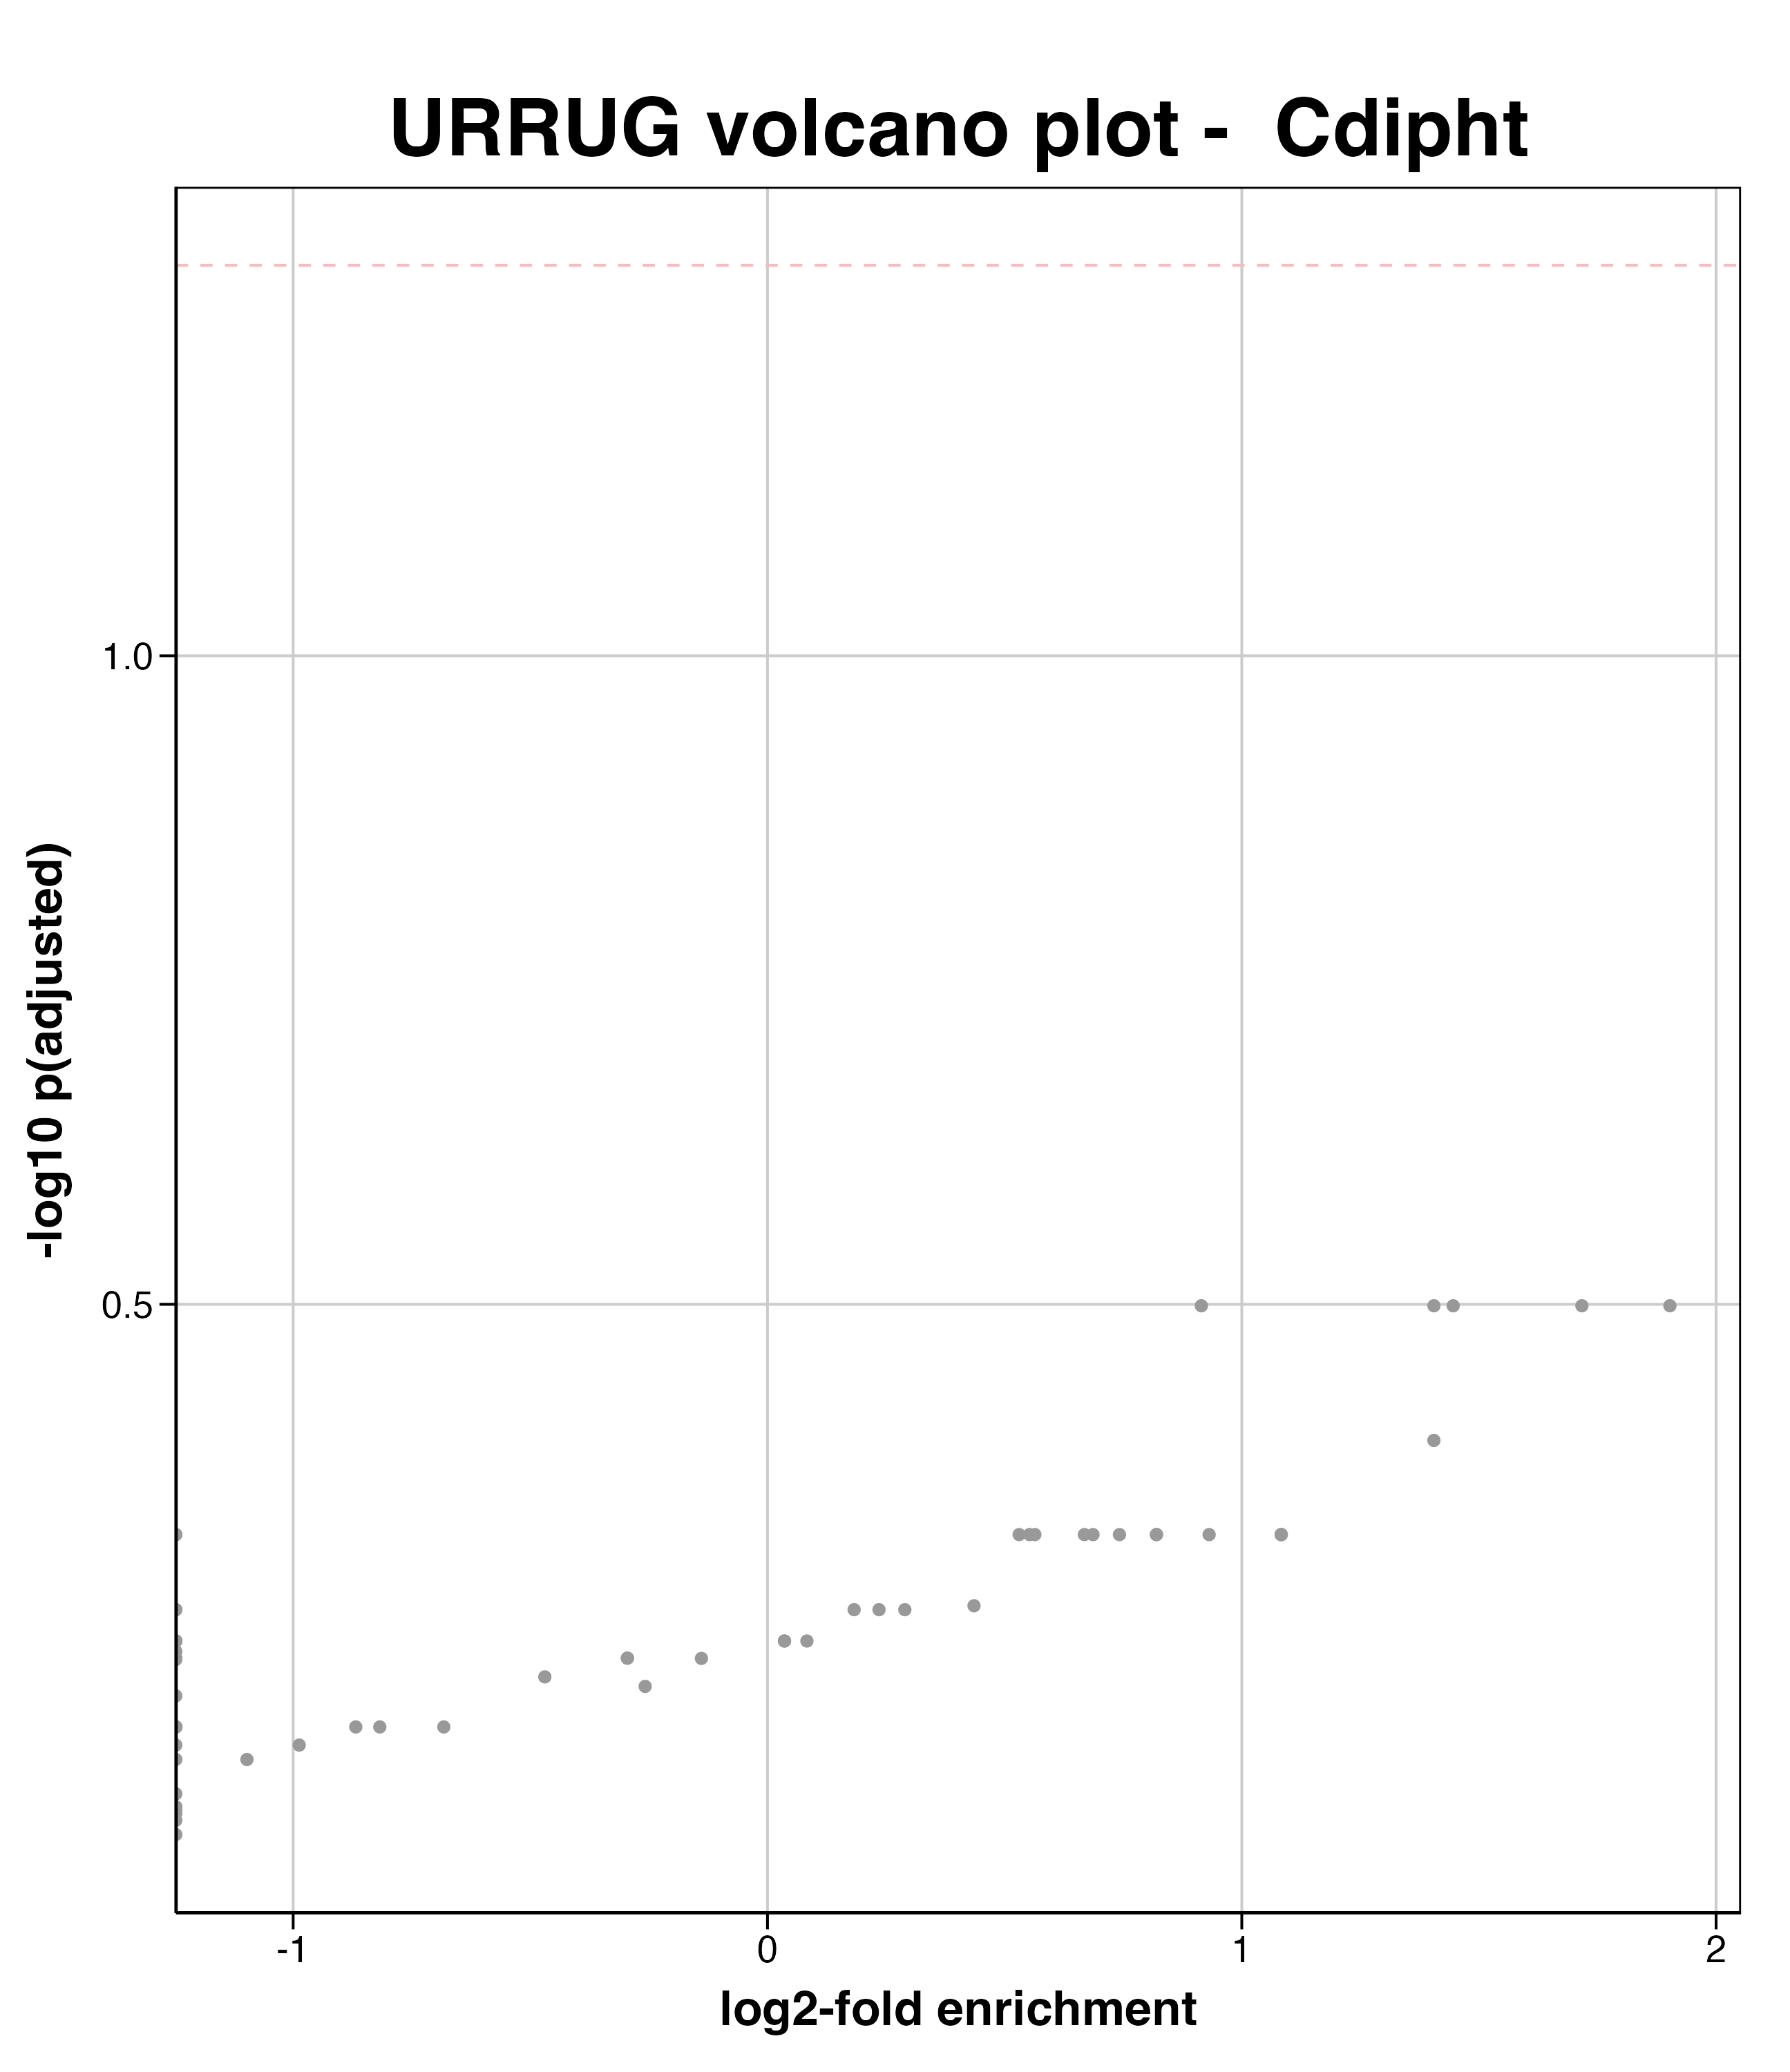 URRUG volcano plot -  Cdipht
1.0
0.5
-log10 p(adjusted)
-1
0
1
2
log2-fold enrichment